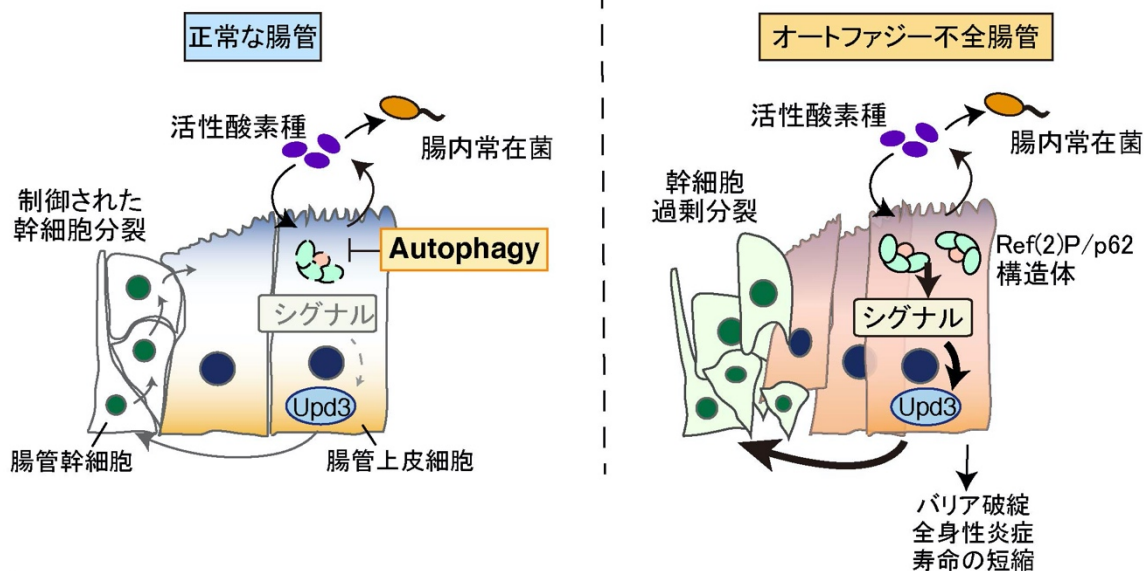 正常な腸管
活性酸素種
腸内常在菌
制御された
幹細胞分裂
Autophagy
シグナル
Upd3
腸管幹細胞
腸管上皮細胞
オートファジー不全腸管
活性酸素種
腸内常在菌
幹細胞
過剰分裂
Ref(2)P/p62
構造体
シグナル
Upd3
バリア破綻
全身性炎症
寿命の短縮